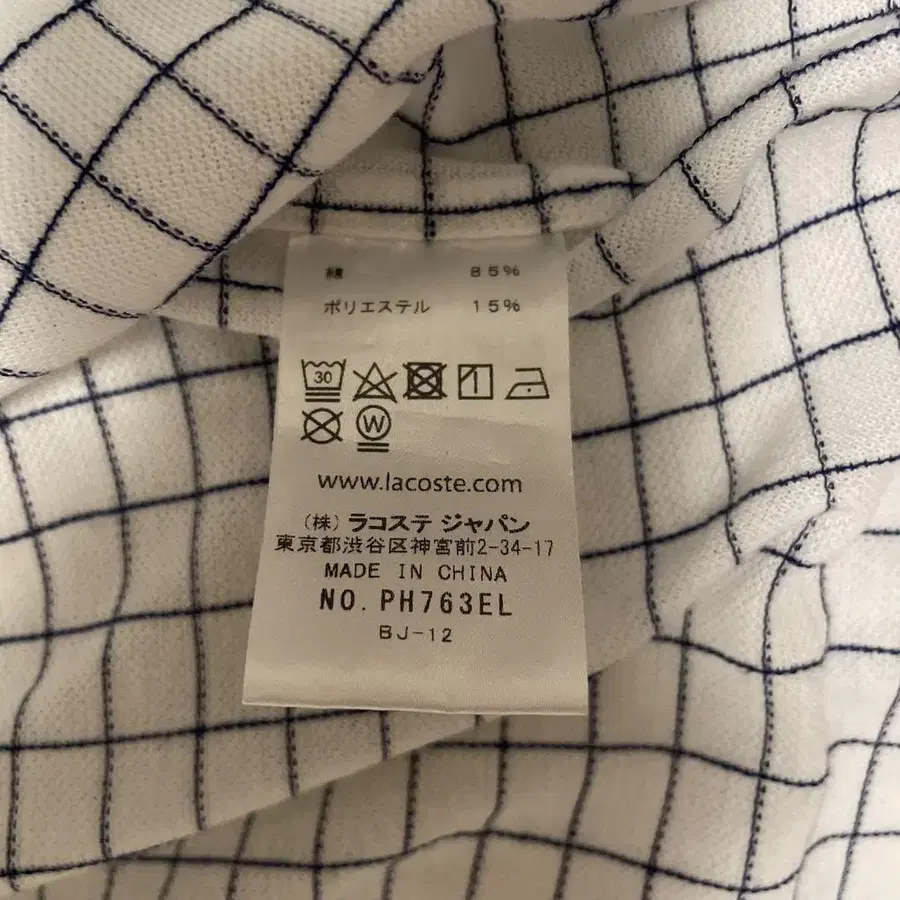 綿 85%
ポリエステル 15%
30
W
www.lacoste.com
(株) ラコステ ジャパン
東京都渋谷区神宮前2-34-17
MADE IN CHINA
NO. PH763EL
BJ-12